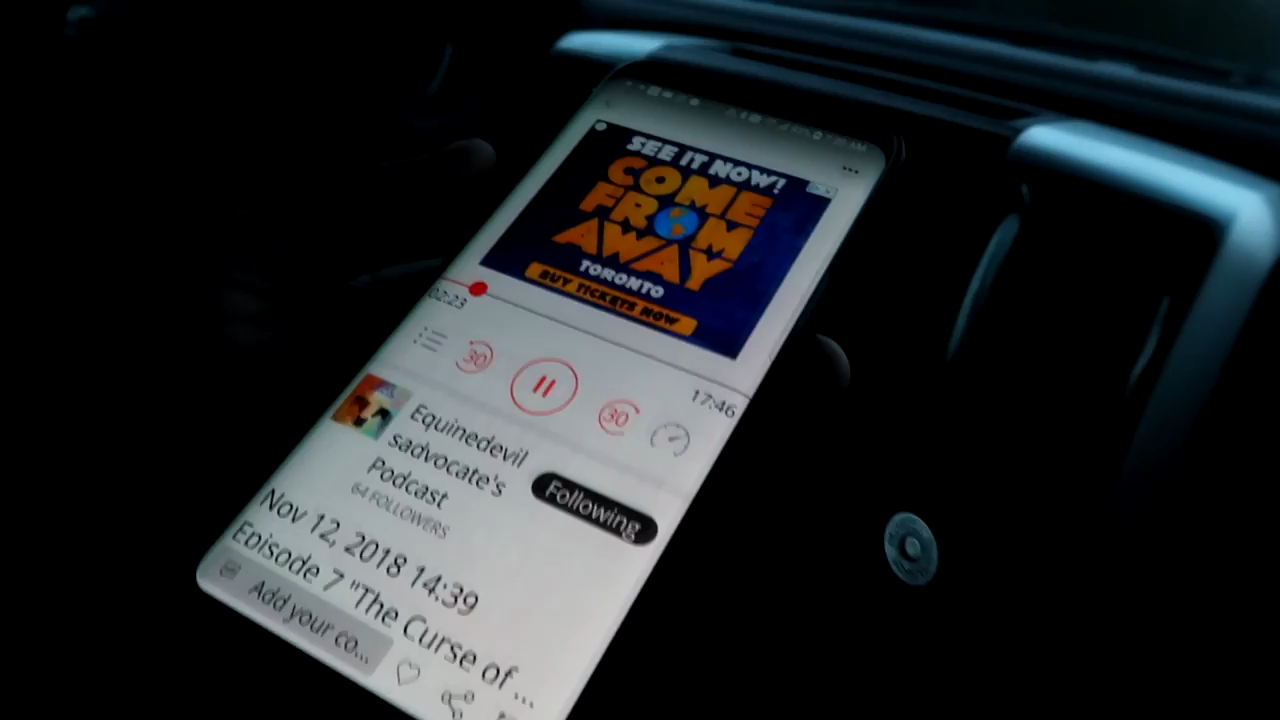 SEE IT NOW!
COME
FROM
AWAY
TORONTO
BUY TICKETS NOW
02:23
17:46
30
30
Equinedevil
sadvocate's
Podcast
64 FOLLOWERS
Following
Nov 12, 2018 14:39
Episode 7 "The Curse of ...
Add your co...